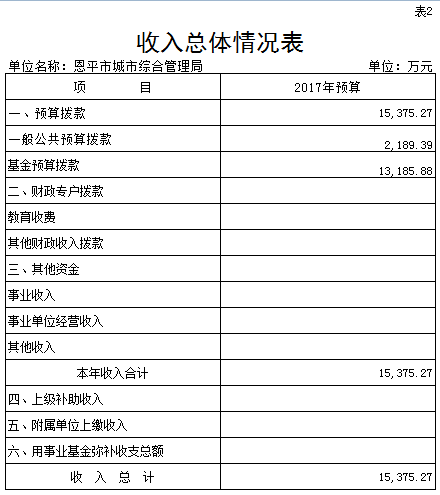 表2
收入总体情况表
单位名称：恩平市城市综合管理局 单位：万元
项 目 2017年预算
一、预算拨款 15,375.27
一般公共预算拨款 2,189.39
基金预算拨款 13,185.88
二、财政专户拨款
教育收费
其他财政收入拨款
三、其他资金
事业收入
事业单位经营收入
其他收入
本年收入合计 15,375.27
四、上级补助收入
五、附属单位上缴收入
六、用事业基金弥补收支总额
收 入 总 计 15,375.27